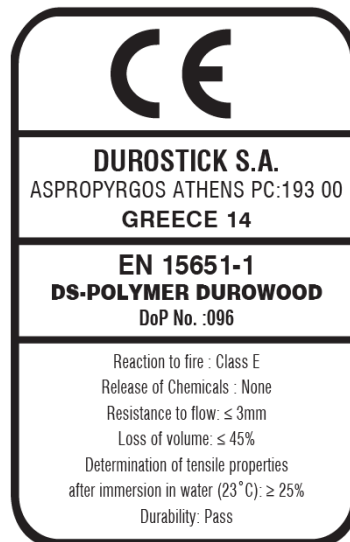 CE
DUROSTICK S.A.
ASPROPYRGOS ATHENS PC:193 00
GREECE 14
EN 15651-1
DS-POLYMER DUROWOOD
DoP No. :096
Reaction to fire : Class E
Release of Chemicals : None
Resistance to flow: ≤ 3mm
Loss of volume: ≤ 45%
Determination of tensile properties
after immersion in water (23˚C): ≥ 25%
Durability: Pass